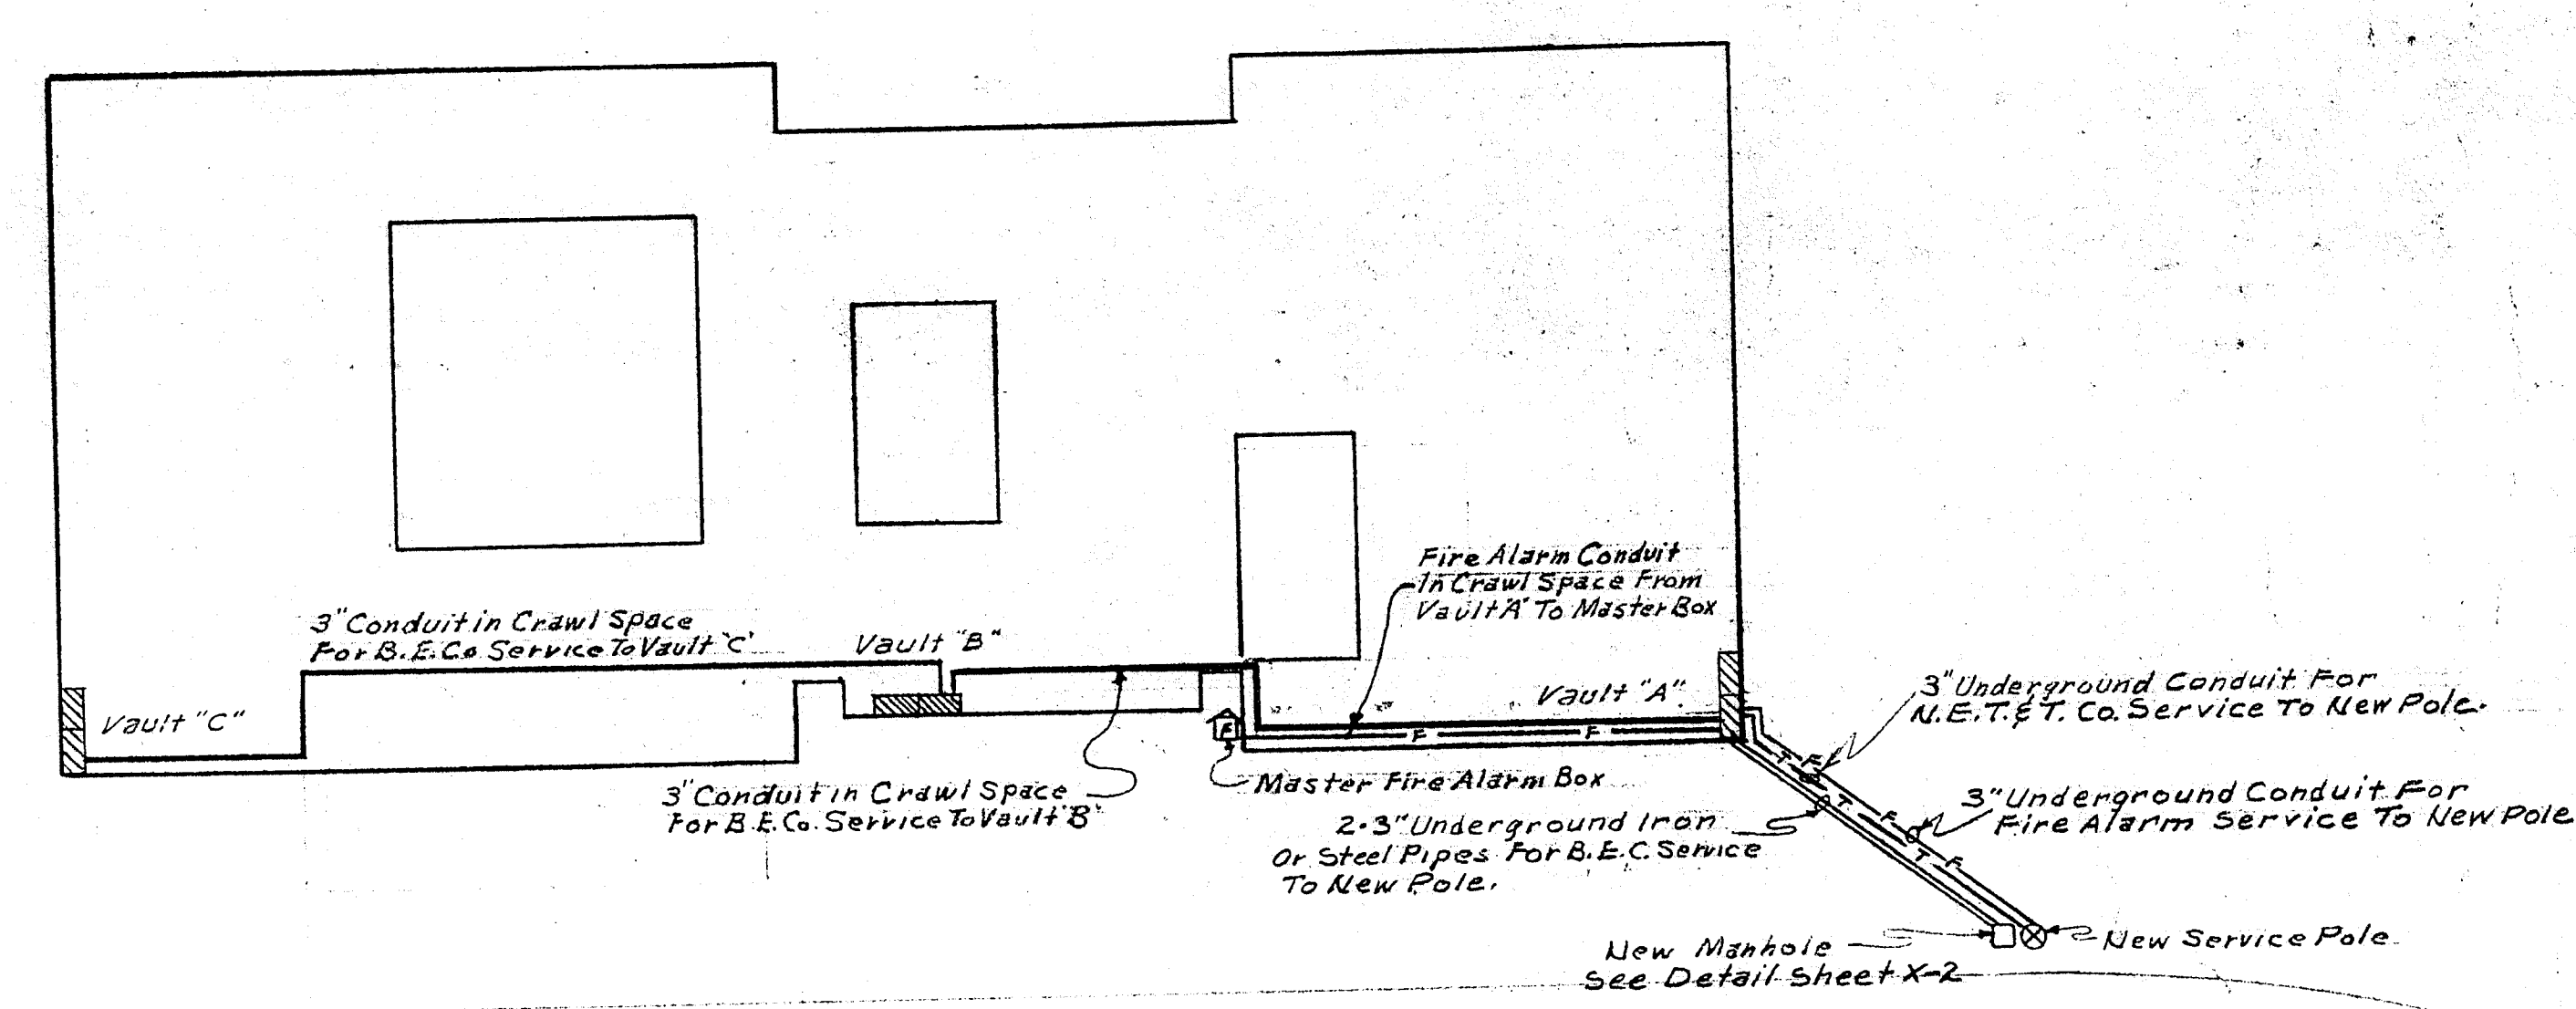 Fire Alarm Conduit
In Crawl Space From
Vault "A" To Master Box
3" Conduit in Crawl Space
For B.E.Co. Service To Vault "C"
Vault "B"
Vault "A"
3" Underground Conduit For
N.E.T.&T. Co. Service To New Pole.
Vault "C"
F
F
F
3" Conduit in Crawl Space
For B.E.Co. Service To Vault "B"
Master Fire Alarm Box
T
F
T
F
T
F
3" Underground Conduit For
Fire Alarm Service To New Pole
2-3" Underground Iron
Or Steel Pipes For B.E.C. Service
To New Pole.
New Manhole
See Detail Sheet X-2
New Service Pole